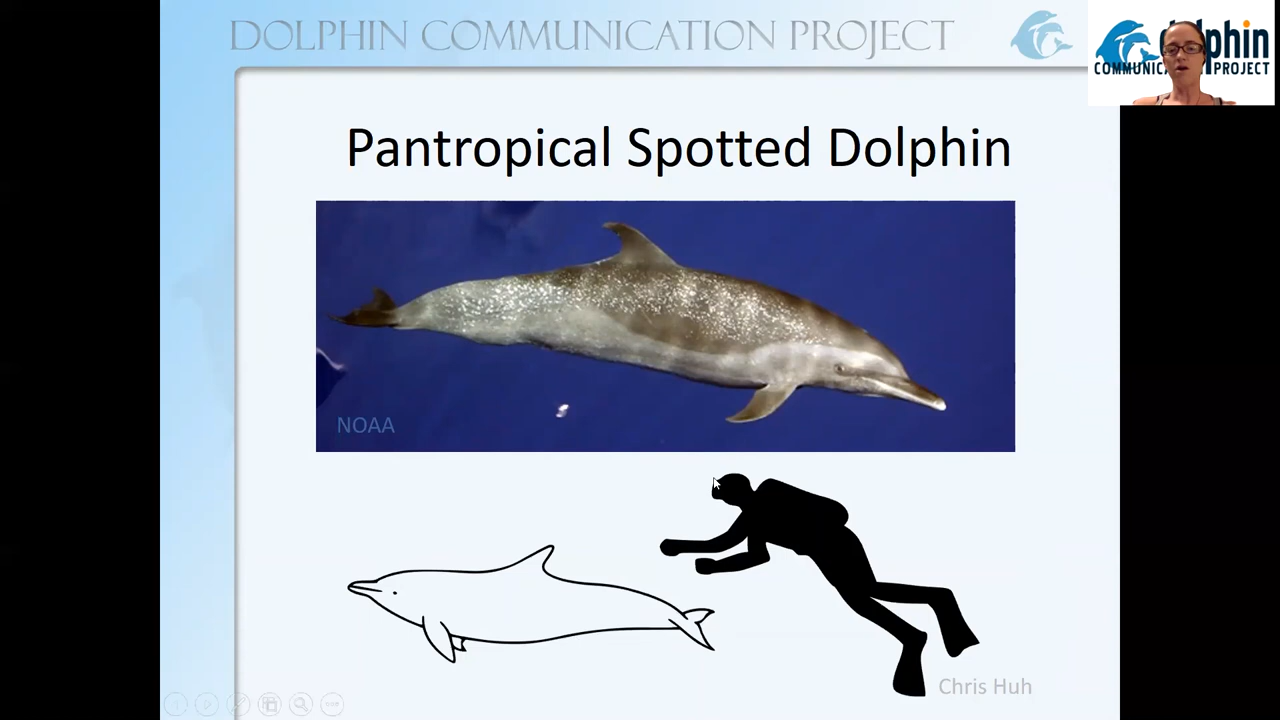 DOLPHIN COMMUNICATION PROJECT
Pantropical Spotted Dolphin
NOAA
Chris Huh